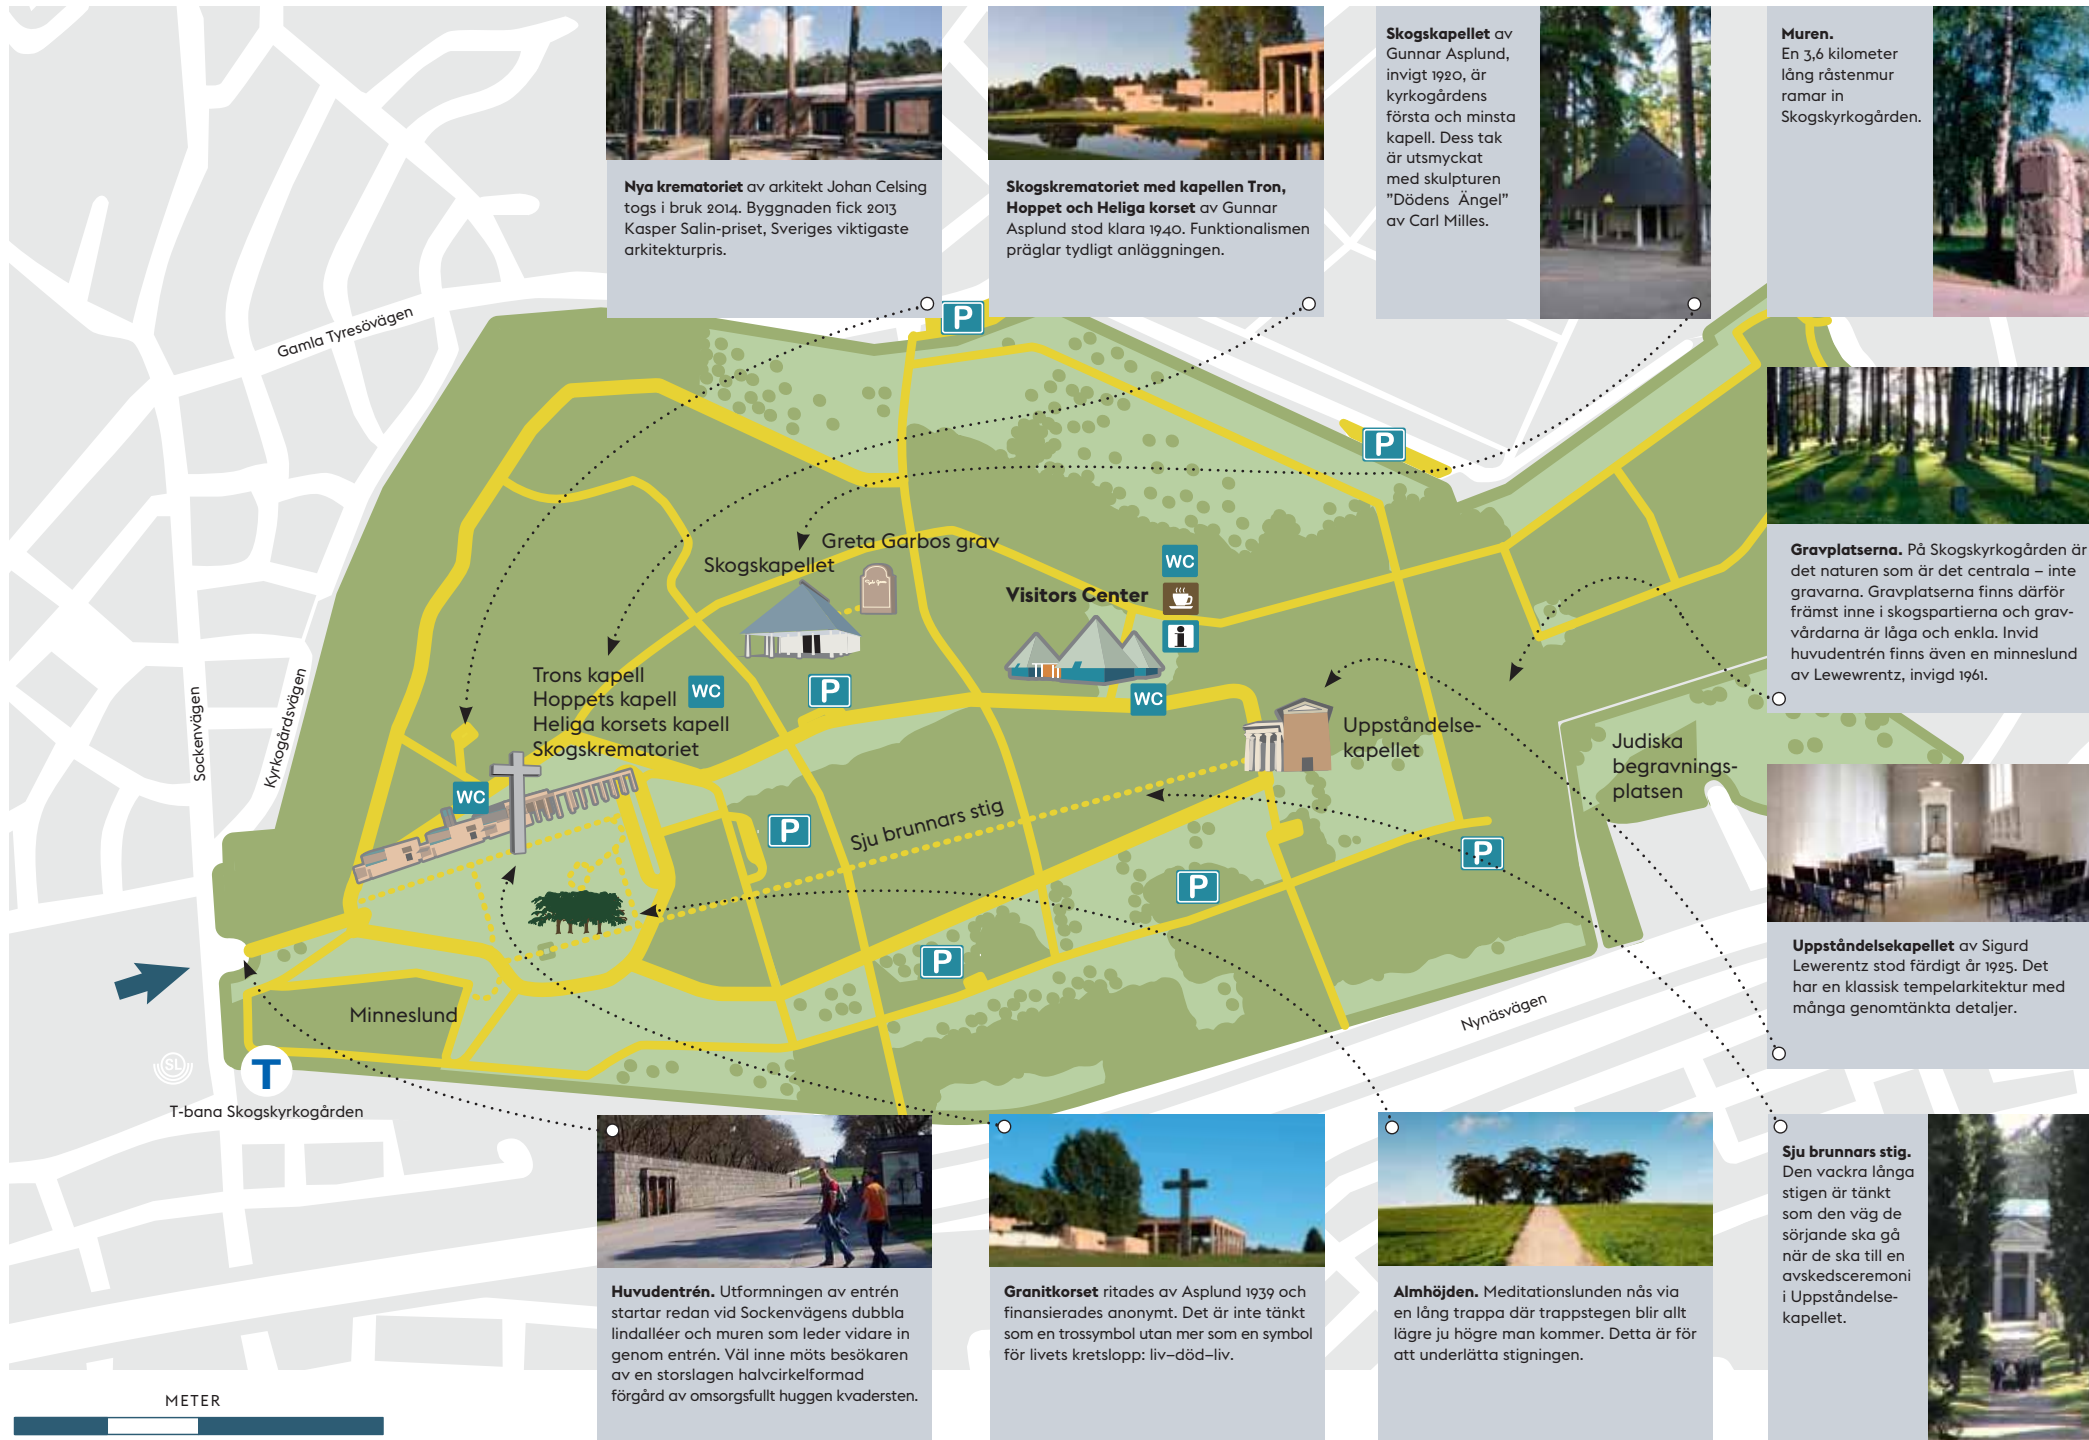 Nya krematoriet av arkitekt Johan Celsing
togs i bruk 2014. Byggnaden fick 2013
Kasper Salin-priset, Sveriges viktigaste
arkitekturpris.
Skogskrematoriet med kapellen Tron,
Hoppet och Heliga korset av Gunnar
Asplund stod klara 1940. Funktionalismen
präglar tydligt anläggningen.
Skogskapellet av
Gunnar Asplund,
invigt 1920, är
kyrkogårdens
första och minsta
kapell. Dess tak
är utsmyckat
med skulpturen
”Dödens Ängel”
av Carl Milles.
Muren.
En 3,6 kilometer
lång råstenmur
ramar in
Skogskyrkogården.
Gamla Tyresövägen
P
P
Gravplatserna. På Skogskyrkogården är
det naturen som är det centrala – inte
gravarna. Gravplatserna finns därför
främst inne i skogspartierna och grav-
vårdarna är låga och enkla. Invid
huvudentrén finns även en minneslund
av Lewewrentz, invigd 1961.
Greta Garbos grav
Skogskapellet
WC
Visitors Center
i
Trons kapell
Hoppets kapell
Heliga korsets kapell
Skogskrematoriet
WC
P
WC
Sockenvägen
Kyrkogårdsvägen
Uppståndelse-
kapellet
Judiska
begravnings-
platsen
WC
P
Sju brunnars stig
P
P
P
Uppståndelsekapellet av Sigurd
Lewerentz stod färdigt år 1925. Det
har en klassisk tempelarkitektur med
många genomtänkta detaljer.
Minneslund
Nynäsvägen
SL
T
T-bana Skogskyrkogården
Huvudentrén. Utformningen av entrén
startar redan vid Sockenvägens dubbla
lindalléer och muren som leder vidare in
genom entrén. Väl inne möts besökaren
av en storslagen halvcirkelformad
förgård av omsorgsfullt huggen kvadersten.
Granitkorset ritades av Asplund 1939 och
finansierades anonymt. Det är inte tänkt
som en trossymbol utan mer som en symbol
för livets kretslopp: liv–död–liv.
Almhöjden. Meditationslunden nås via
en lång trappa där trappstegen blir allt
lägre ju högre man kommer. Detta är för
att underlätta stigningen.
Sju brunnars stig.
Den vackra långa
stigen är tänkt
som den väg de
sörjande ska gå
när de ska till en
avskedsceremoni
i Uppståndelse-
kapellet.
METER